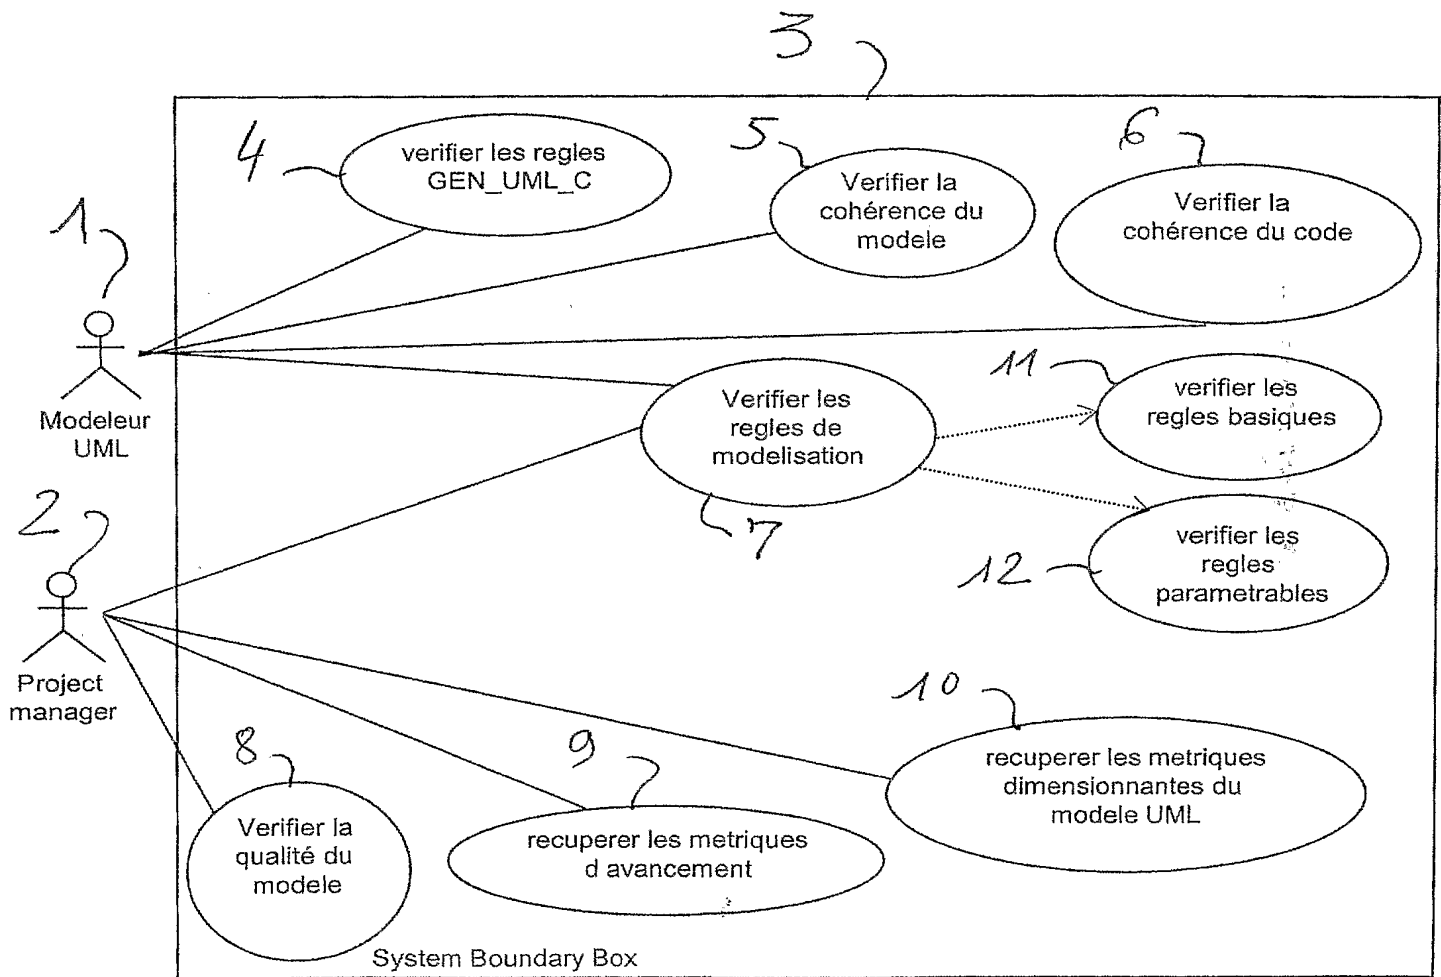 3
4
verifier les regles
GEN_UML_C
5
Verifier la
cohérence du
modele
6
Verifier la
cohérence du code
1
Modeleur
UML
Verifier les
regles de
modelisation
7
11
verifier les
regles basiques
12
verifier les
regles
parametrables
2
Project
manager
8
Verifier la
qualité du
modele
9
recuperer les metriques
d avancement
10
recuperer les metriques
dimensionnantes du
modele UML
System Boundary Box